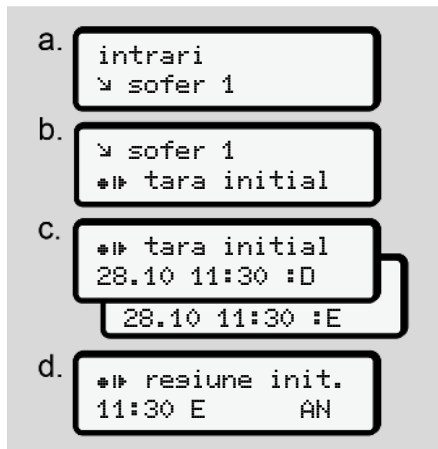 a.
intrari
sofer 1
b.
sofer 1
tara initial
c.
tara initial
28.10 11:30 :D
28.10 11:30 :E
d.
regiune init.
11:30 E AN